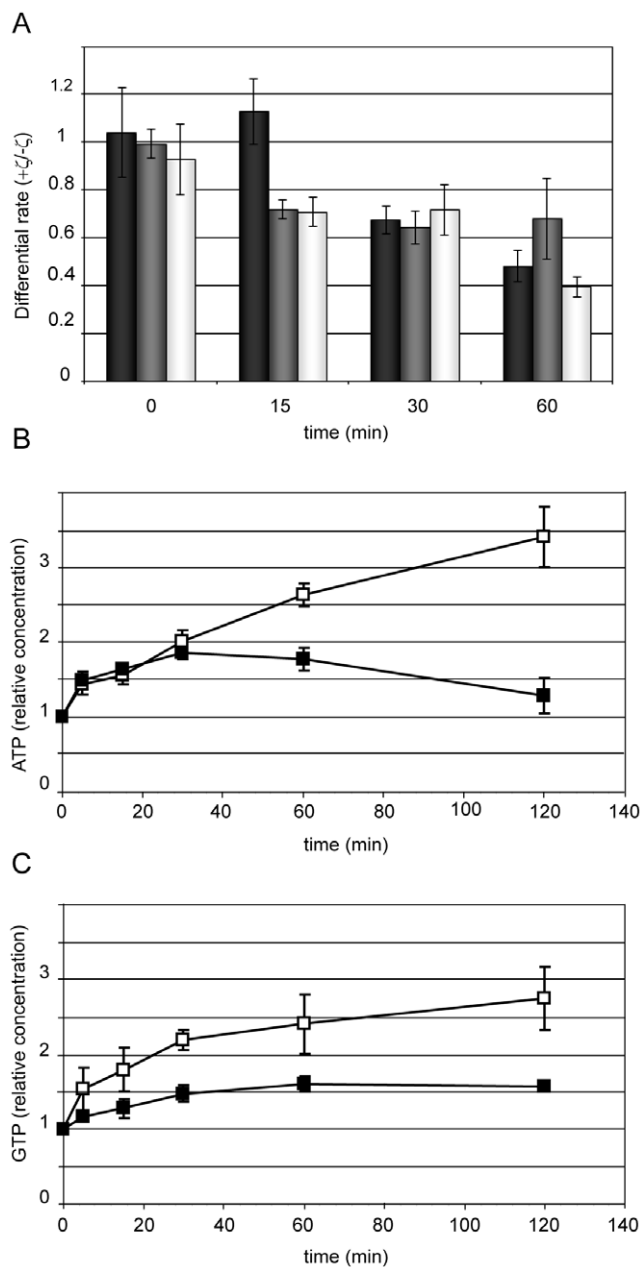 A
Differential rate (+ζ/-ζ)
1.2
1
0.8
0.6
0.4
0.2
0
0 15 30 60
time (min)
B
ATP (relative concentration)
3
2
1
0
0 20 40 60 80 100 120 140
time (min)
C
GTP (relative concentration)
3
2
1
0
0 20 40 60 80 100 120 140
time (min)